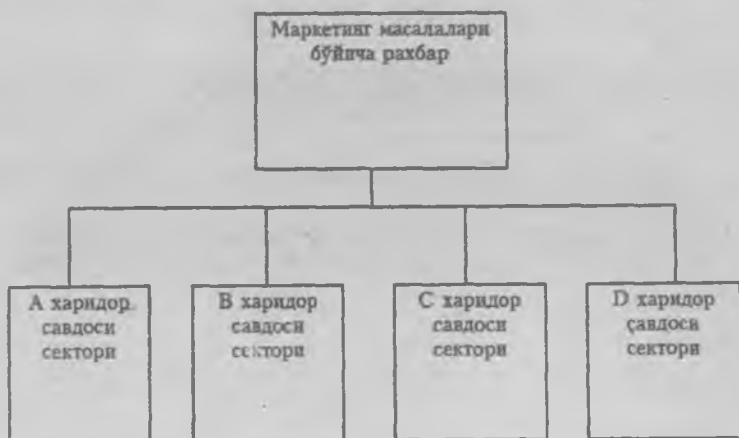 Маркетинг масалалари
бўйича рахбар
А харидор
савдоси
сектори
В харидор
савдоси
сектори
С харидор
савдоси
сектори
D харидор
савдоси
сектори